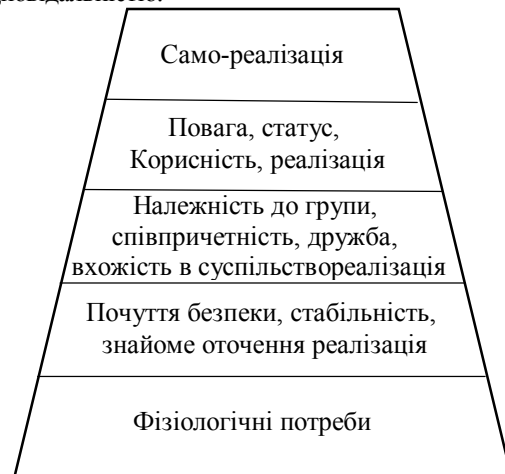 Само-реалізація
Повага, статус,
Корисність, реалізація
Належність до групи,
співпричетність, дружба,
вхожість в суспільствореалізація
Почуття безпеки, стабільність,
знайоме оточення реалізація
Фізіологічні потреби